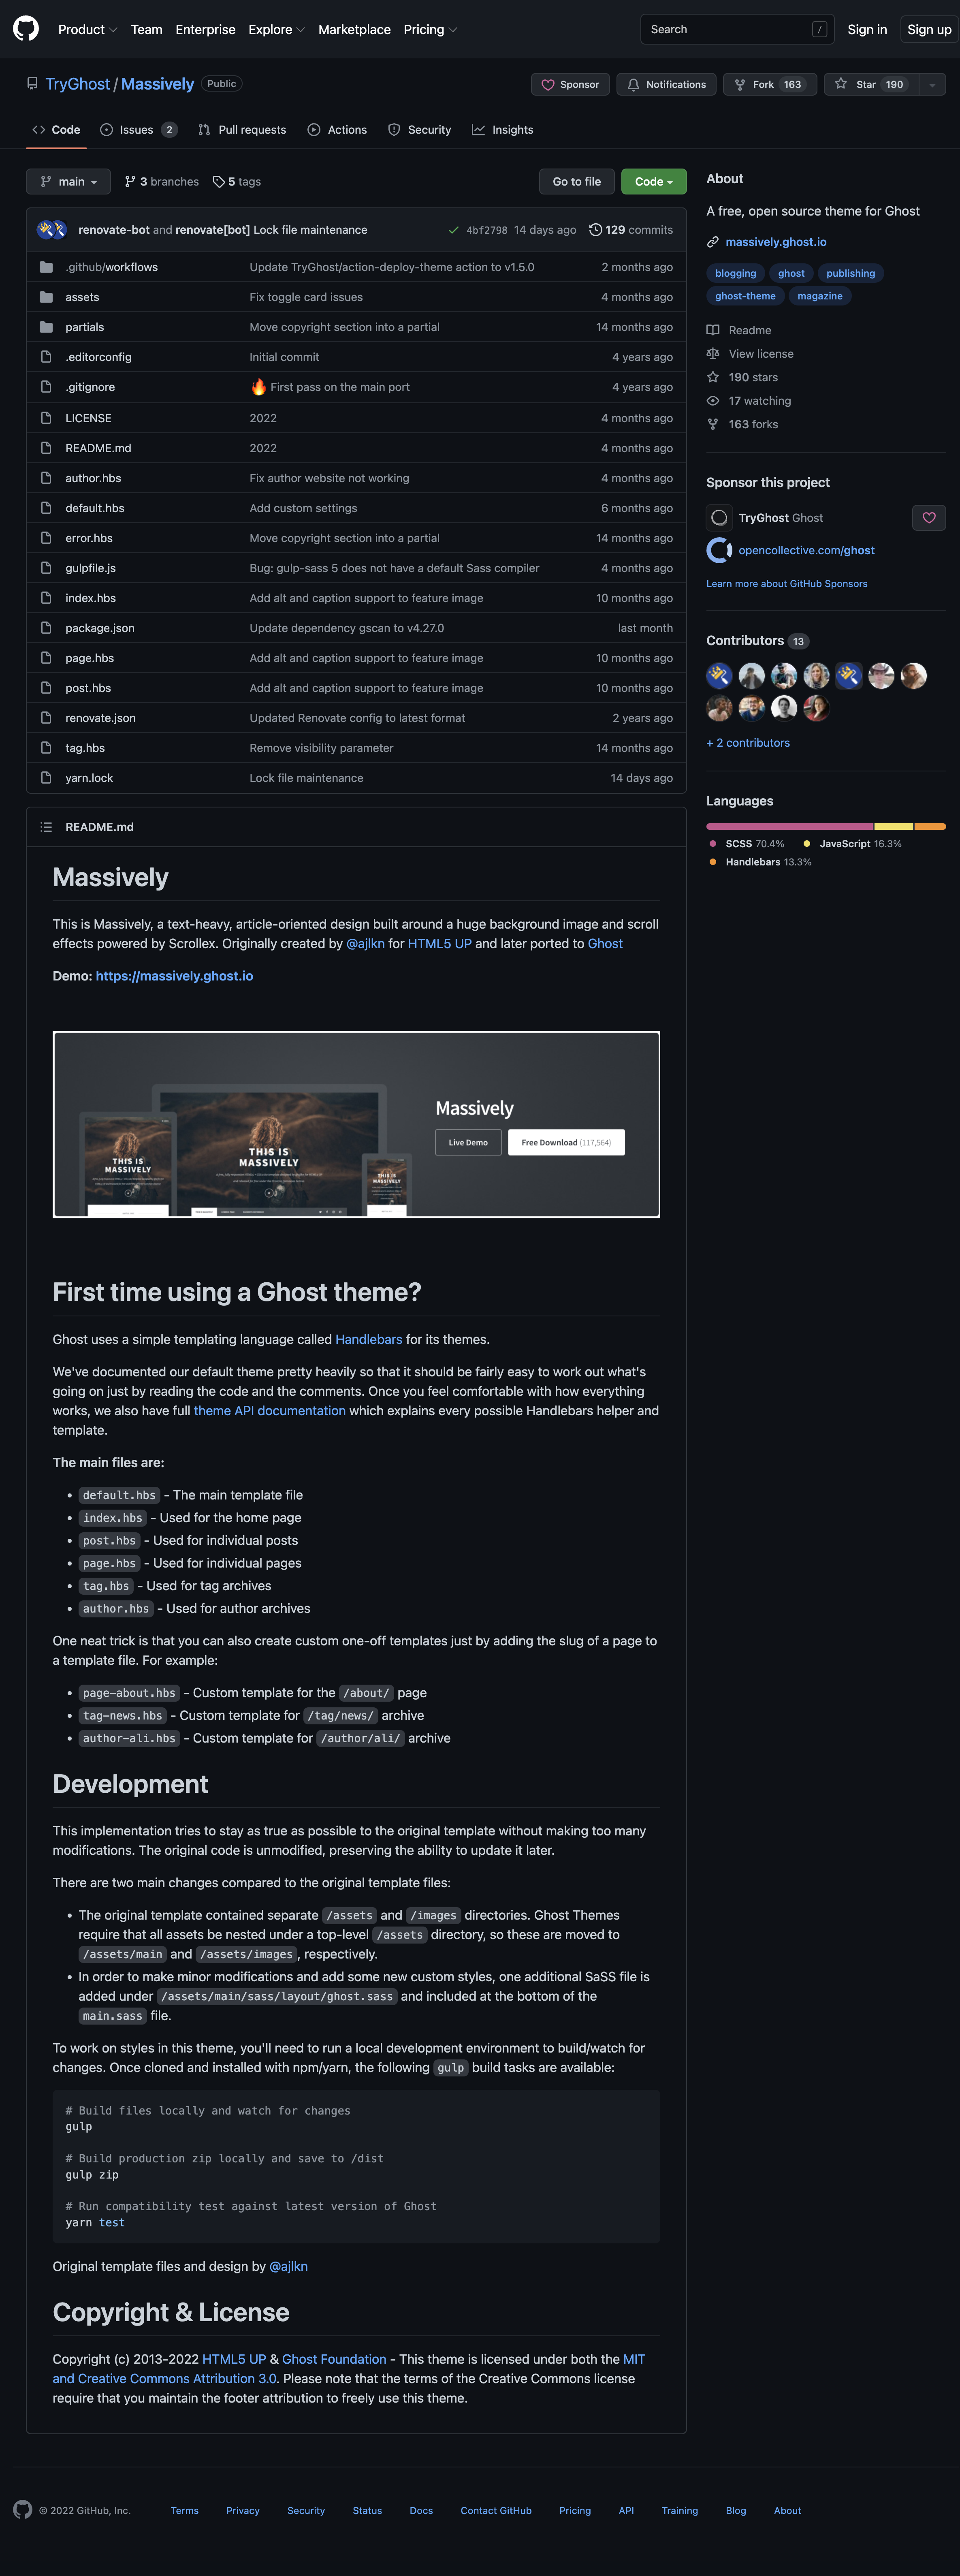 Product Team Enterprise Explore Marketplace Pricing Search / Sign in Sign up
TryGhost / Massively Public Sponsor Notifications Fork 163 Star 190
Code Issues 2 Pull requests Actions Security Insights
main 3 branches 5 tags Go to file Code
renovate-bot and renovate[bot] Lock file maintenance 4bf2798 14 days ago 129 commits
.github/workflows Update TryGhost/action-deploy-theme action to v1.5.0 2 months ago
assets Fix toggle card issues 4 months ago
partials Move copyright section into a partial 14 months ago
.editorconfig Initial commit 4 years ago
.gitignore 🔥 First pass on the main port 4 years ago
LICENSE 2022 4 months ago
README.md 2022 4 months ago
author.hbs Fix author website not working 4 months ago
default.hbs Add custom settings 6 months ago
error.hbs Move copyright section into a partial 14 months ago
gulpfile.js Bug: gulp-sass 5 does not have a default Sass compiler 4 months ago
index.hbs Add alt and caption support to feature image 10 months ago
package.json Update dependency gscan to v4.27.0 last month
page.hbs Add alt and caption support to feature image 10 months ago
post.hbs Add alt and caption support to feature image 10 months ago
renovate.json Updated Renovate config to latest format 2 years ago
tag.hbs Remove visibility parameter 14 months ago
yarn.lock Lock file maintenance 14 days ago
About
A free, open source theme for Ghost
massively.ghost.io
blogging ghost publishing
ghost-theme magazine
Readme
View license
190 stars
17 watching
163 forks
Sponsor this project
TryGhost Ghost
opencollective.com/ghost
Learn more about GitHub Sponsors
Contributors 13
+ 2 contributors
Languages
SCSS 70.4% JavaScript 16.3%
Handlebars 13.3%
README.md
Massively
This is Massively, a text-heavy, article-oriented design built around a huge background image and scroll
effects powered by Scrollex. Originally created by @ajlkn for HTML5 UP and later ported to Ghost
Demo: https://massively.ghost.io
THIS IS
MASSIVELY
THIS IS
MASSIVELY
THIS IS
MASSIVELY
Massively
Live Demo Free Download (117,564)
First time using a Ghost theme?
Ghost uses a simple templating language called Handlebars for its themes.
We've documented our default theme pretty heavily so that it should be fairly easy to work out what's
going on just by reading the code and the comments. Once you feel comfortable with how everything
works, we also have full theme API documentation which explains every possible Handlebars helper and
template.
The main files are:
• default.hbs - The main template file
• index.hbs - Used for the home page
• post.hbs - Used for individual posts
• page.hbs - Used for individual pages
• tag.hbs - Used for tag archives
• author.hbs - Used for author archives
One neat trick is that you can also create custom one-off templates just by adding the slug of a page to
a template file. For example:
• page-about.hbs - Custom template for the /about/ page
• tag-news.hbs - Custom template for /tag/news/ archive
• author-ali.hbs - Custom template for /author/ali/ archive
Development
This implementation tries to stay as true as possible to the original template without making too many
modifications. The original code is unmodified, preserving the ability to update it later.
There are two main changes compared to the original template files:
• The original template contained separate /assets and /images directories. Ghost Themes
require that all assets be nested under a top-level /assets directory, so these are moved to
/assets/main and /assets/images, respectively.
• In order to make minor modifications and add some new custom styles, one additional SaSS file is
added under /assets/main/sass/layout/ghost.sass and included at the bottom of the
main.sass file.
To work on styles in this theme, you'll need to run a local development environment to build/watch for
changes. Once cloned and installed with npm/yarn, the following gulp build tasks are available:
# Build files locally and watch for changes
gulp
# Build production zip locally and save to /dist
gulp zip
# Run compatibility test against latest version of Ghost
yarn test
Original template files and design by @ajlkn
Copyright & License
Copyright (c) 2013-2022 HTML5 UP & Ghost Foundation - This theme is licensed under both the MIT
and Creative Commons Attribution 3.0. Please note that the terms of the Creative Commons license
require that you maintain the footer attribution to freely use this theme.
© 2022 GitHub, Inc. Terms Privacy Security Status Docs Contact GitHub Pricing API Training Blog About